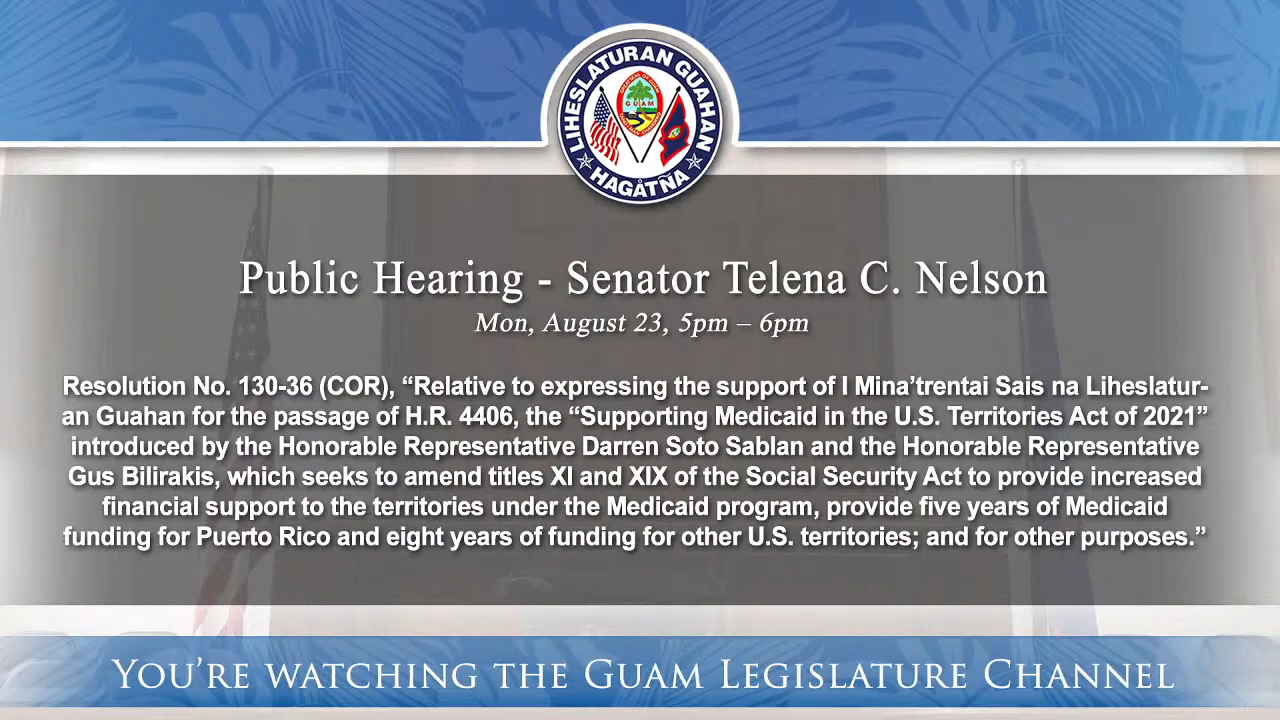 LIHESLATURAN GUAHAN
GUAM
HAGÅTÑA
Public Hearing - Senator Telena C. Nelson
Mon, August 23, 5pm – 6pm
Resolution No. 130-36 (COR), “Relative to expressing the support of I Mina’trentai Sais na Liheslatur-
an Guahan for the passage of H.R. 4406, the “Supporting Medicaid in the U.S. Territories Act of 2021”
introduced by the Honorable Representative Darren Soto Sablan and the Honorable Representative
Gus Bilirakis, which seeks to amend titles XI and XIX of the Social Security Act to provide increased
financial support to the territories under the Medicaid program, provide five years of Medicaid
funding for Puerto Rico and eight years of funding for other U.S. territories; and for other purposes.”
YOU’RE WATCHING THE GUAM LEGISLATURE CHANNEL